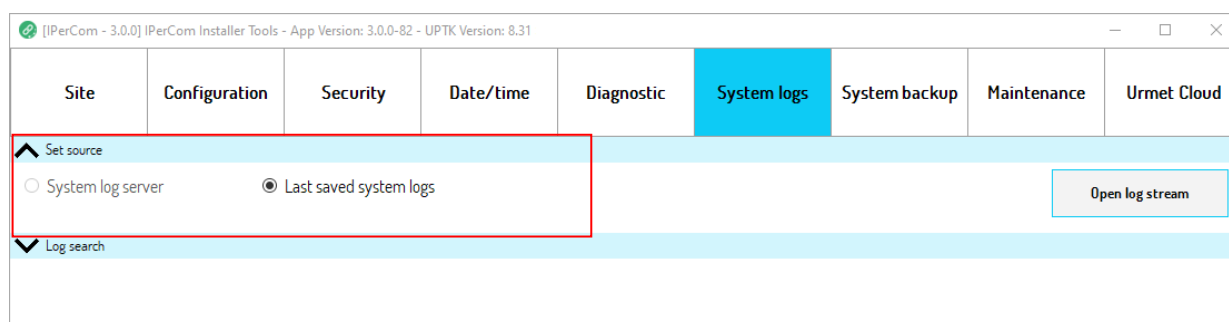 [IPerCom - 3.0.0] IPerCom Installer Tools - App Version: 3.0.0-82 - UPTK Version: 8.31
Site Configuration Security Date/time Diagnostic System logs System backup Maintenance Urmet Cloud
Set source
System log server Last saved system logs Open log stream
Log search